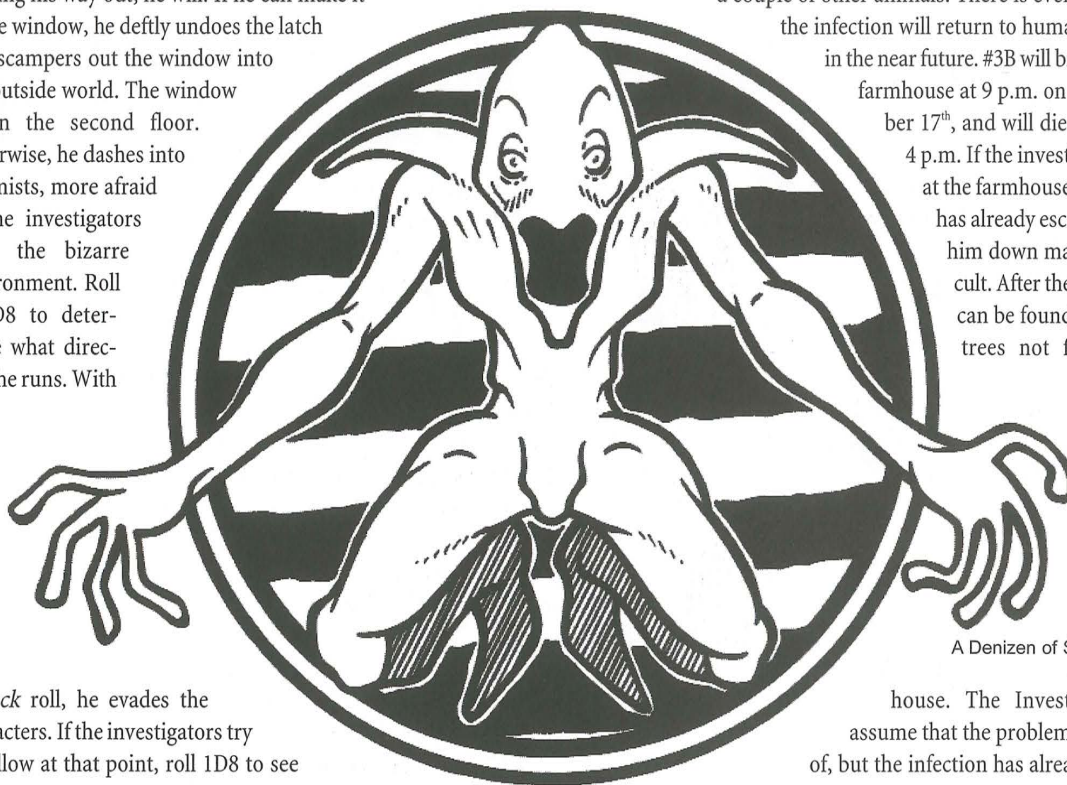 ing his way out, he will. If he can make it
e window, he deftly undoes the latch
scampers out the window into
outside world. The window
n the second floor.
rwise, he dashes into
nists, more afraid
ne investigators
the bizarre
ronment. Roll
D8 to deter-
e what direc-
he runs. With
ck roll, he evades the
acters. If the investigators try
llow at that point, roll 1D8 to see
a couple of other animals. There is ever
the infection will return to huma
in the near future. #3B will b
farmhouse at 9 p.m. on
ber 17th, and will die
4 p.m. If the invest
at the farmhouse
has already esc
him down ma
cult. After the
can be found
trees not f
A Denizen of S
house. The Invest
assume that the problem
of, but the infection has alrea